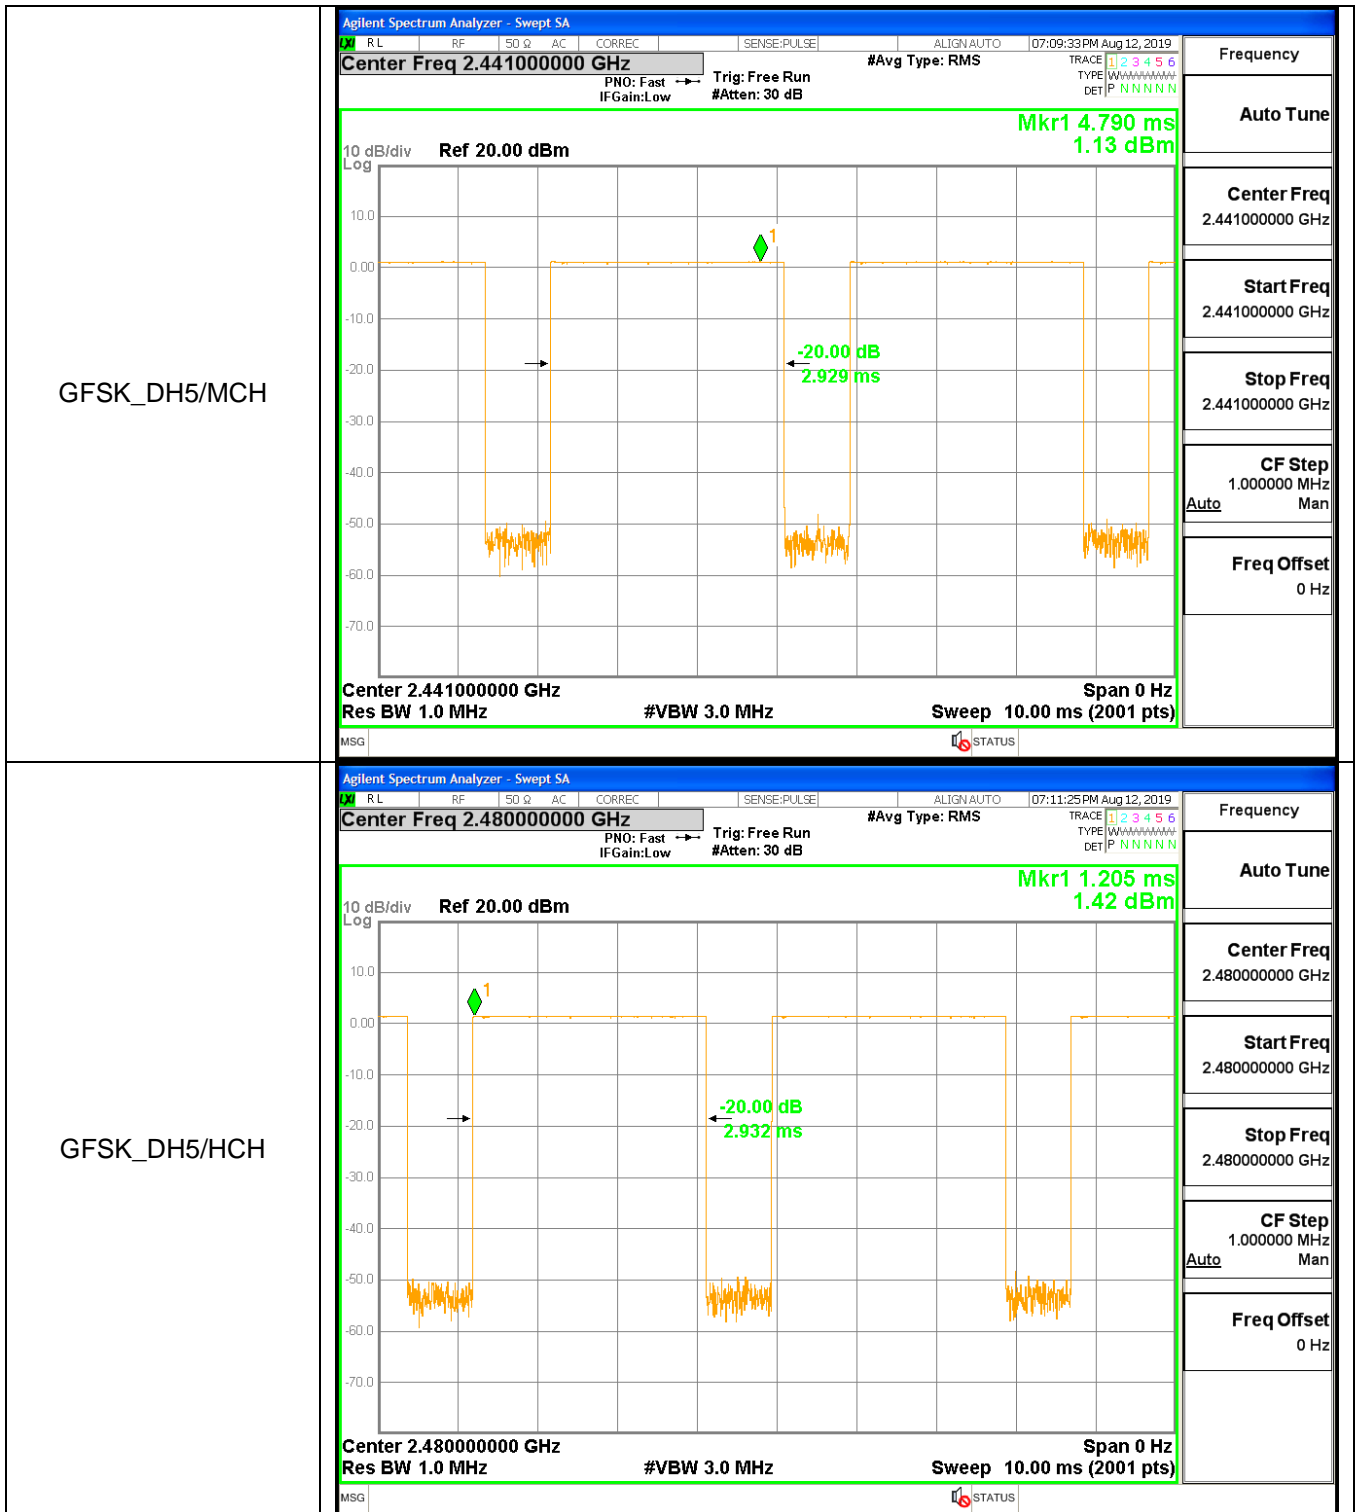 GFSK_DH5/MCH
Agilent Spectrum Analyzer - Swept SA
LXI RL RF 50 Ω AC CORREC SENSE:PULSE ALIGN AUTO 07:09:33 PM Aug 12, 2019
Center Freq 2.441000000 GHz
#Avg Type: RMS
TRACE 1 2 3 4 5 6
PNO: Fast Trig: Free Run
TYPE WWWWWW
IFGain:Low #Atten: 30 dB
DET P N N N N N
Mkr1 4.790 ms
1.13 dBm
10 dB/div Ref 20.00 dBm
Log
10.0
1
0.00
-10.0
-20.00 dB
-20.0
2.929 ms
-30.0
-40.0
-50.0
-60.0
-70.0
Center 2.441000000 GHz Span 0 Hz
Res BW 1.0 MHz #VBW 3.0 MHz Sweep 10.00 ms (2001 pts)
MSG STATUS
Frequency
Auto Tune
Center Freq
2.441000000 GHz
Start Freq
2.441000000 GHz
Stop Freq
2.441000000 GHz
CF Step
1.000000 MHz
Auto Man
Freq Offset
0 Hz
GFSK_DH5/HCH
Agilent Spectrum Analyzer - Swept SA
LXI RL RF 50 Ω AC CORREC SENSE:PULSE ALIGN AUTO 07:11:25 PM Aug 12, 2019
Center Freq 2.480000000 GHz
#Avg Type: RMS
TRACE 1 2 3 4 5 6
PNO: Fast Trig: Free Run
TYPE WWWWWW
IFGain:Low #Atten: 30 dB
DET P N N N N N
Mkr1 1.205 ms
1.42 dBm
10 dB/div Ref 20.00 dBm
Log
10.0
1
0.00
-10.0
-20.00 dB
-20.0
2.932 ms
-30.0
-40.0
-50.0
-60.0
-70.0
Center 2.480000000 GHz Span 0 Hz
Res BW 1.0 MHz #VBW 3.0 MHz Sweep 10.00 ms (2001 pts)
MSG STATUS
Frequency
Auto Tune
Center Freq
2.480000000 GHz
Start Freq
2.480000000 GHz
Stop Freq
2.480000000 GHz
CF Step
1.000000 MHz
Auto Man
Freq Offset
0 Hz